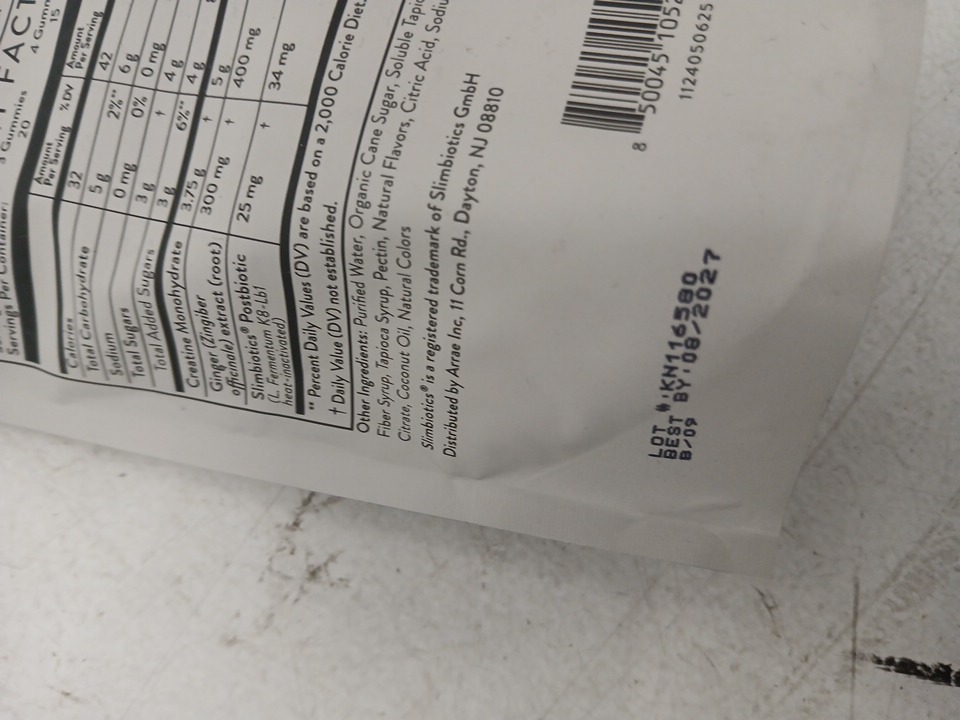 FACT
3 Gummies 4 Gumm
Servings Per Container: 20 15
Amount Per Serving %DV Amount Per Serving
Calories 32 42
Total Carbohydrate 5 g 2%** 6 g
Sodium 0 mg 0% 0 mg
Total Sugars 3 g † 4 g
Total Added Sugars 3 g 6%** 4 g
Creatine Monohydrate 3.75 g † 5 g
Ginger (Zingiber officinale) extract (root) 300 mg † 400 mg
Slimbiotics® Postbiotic 25 mg † 34 mg
(L. Fermentum K8-Lb1
heat-inactivated)
** Percent Daily Values (DV) are based on a 2,000 Calorie Diet.
† Daily Value (DV) not established.
Other Ingredients: Purified Water, Organic Cane Sugar, Soluble Tapio
Fiber Syrup, Tapioca Syrup, Pectin, Natural Flavors, Citric Acid, Sodiu
Citrate, Coconut Oil, Natural Colors
Slimbiotics® is a registered trademark of Slimbiotics GmbH
Distributed by Arrae Inc, 11 Corn Rd., Dayton, NJ 08810
8 50045 1052
1124050625
LOT #:KN116580
BEST BY:08/2027
B/09